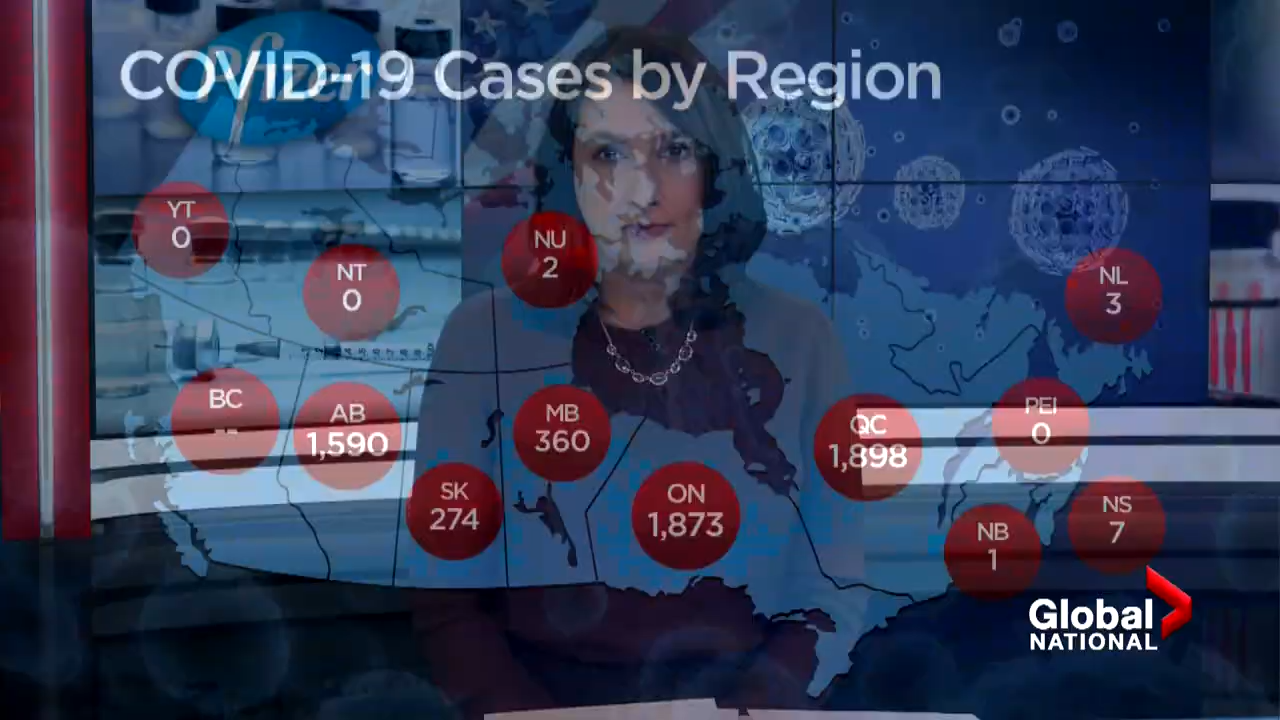 COVID-19 Cases by Region
Pfizer
YT
0
NT
0
NU
2
NL
3
BC
--
AB
1,590
SK
274
MB
360
ON
1,873
QC
1,898
PEI
0
NB
1
NS
7
Global
NATIONAL